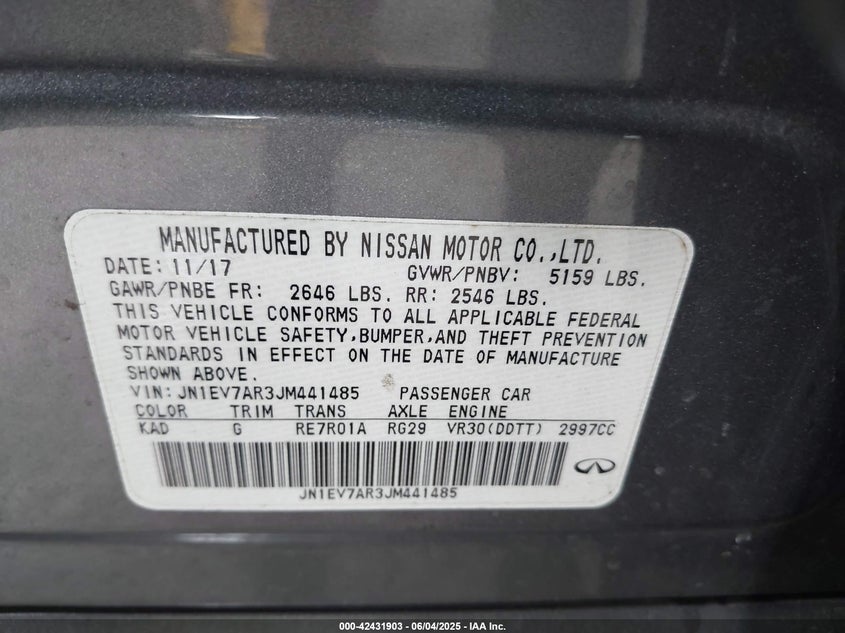 MANUFACTURED BY NISSAN MOTOR CO.,LTD.
DATE: 11/17 GVWR/PNBV: 5159 LBS.
GAWR/PNBE FR: 2646 LBS. RR: 2546 LBS.
THIS VEHICLE CONFORMS TO ALL APPLICABLE FEDERAL
MOTOR VEHICLE SAFETY,BUMPER,AND THEFT PREVENTION
STANDARDS IN EFFECT ON THE DATE OF MANUFACTURE
SHOWN ABOVE.
VIN: JN1EV7AR3JM441485 PASSENGER CAR
COLOR TRIM TRANS AXLE ENGINE
KAD G RE7R01A RG29 VR30(DDTT) 2997CC
JN1EV7AR3JM441485
000-42431903 - 06/04/2025 - IAA Inc.